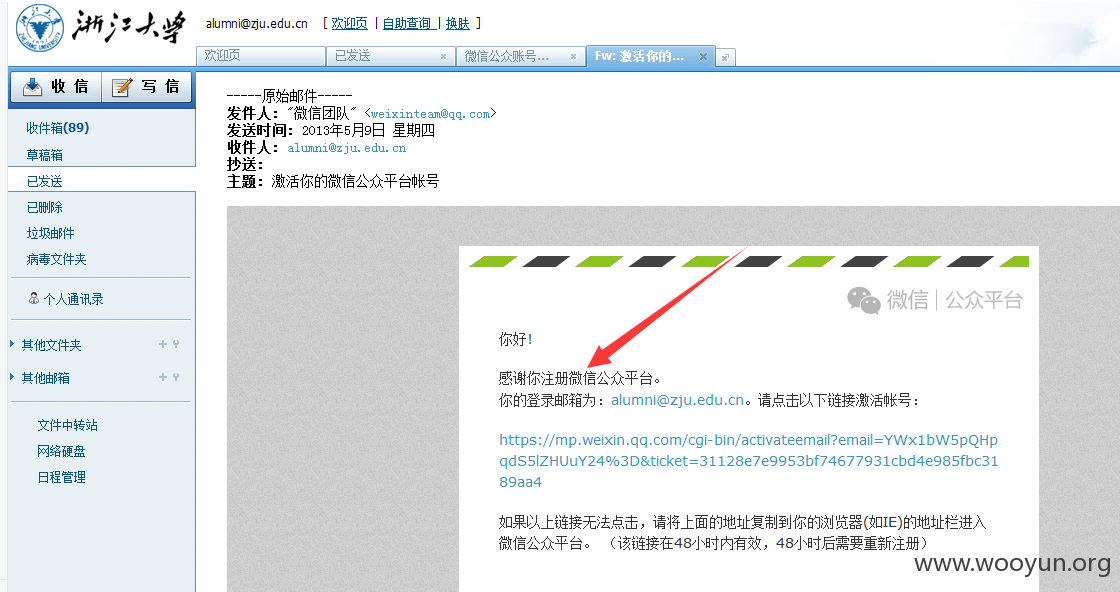 浙江大学
alumni@zju.edu.cn [ 欢迎页 | 自助查询 | 换肤 ]
欢迎页 已发送 × 微信公众账号... × Fw: 激活你的... ×
收信 写信
收件箱(89)
草稿箱
已发送
已删除
垃圾邮件
病毒文件夹
个人通讯录
其他文件夹
其他邮箱
文件中转站
网络硬盘
日程管理
-----原始邮件-----
发件人: "微信团队" <weixinteam@qq.com>
发送时间: 2013年5月9日 星期四
收件人: alumni@zju.edu.cn
抄送:
主题: 激活你的微信公众平台帐号
微信 | 公众平台
你好!
感谢你注册微信公众平台。
你的登录邮箱为: alumni@zju.edu.cn。请点击以下链接激活帐号:
https://mp.weixin.qq.com/cgi-bin/activateemail?email=YWx1bW5pQHp
qdS5lZHUuY24%3D&ticket=31128e7e9953bf74677931cbd4e985fbc31
89aa4
如果以上链接无法点击，请将上面的地址复制到你的浏览器(如IE)的地址栏进入
微信公众平台。（该链接在48小时内有效，48小时后需要重新注册）
www.wooyun.org